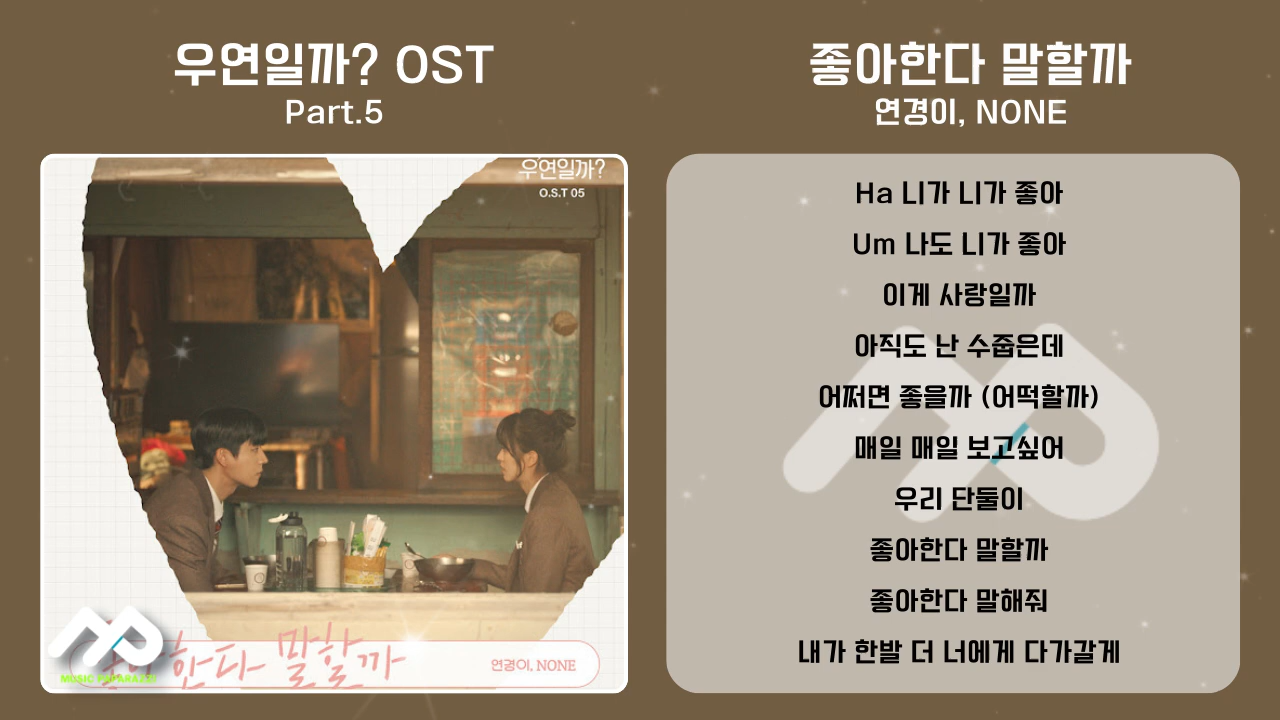 우연일까? OST
Part.5
우연일까?
O.S.T 05
한다 말할까
연경이, NONE
MUSIC PAPARAZZI
좋아한다 말할까
연경이, NONE
Ha 니가 니가 좋아
Um 나도 니가 좋아
이게 사랑일까
아직도 난 수줍은데
어쩌면 좋을까 (어떡할까)
매일 매일 보고싶어
우리 단둘이
좋아한다 말할까
좋아한다 말해줘
내가 한발 더 너에게 다가갈게